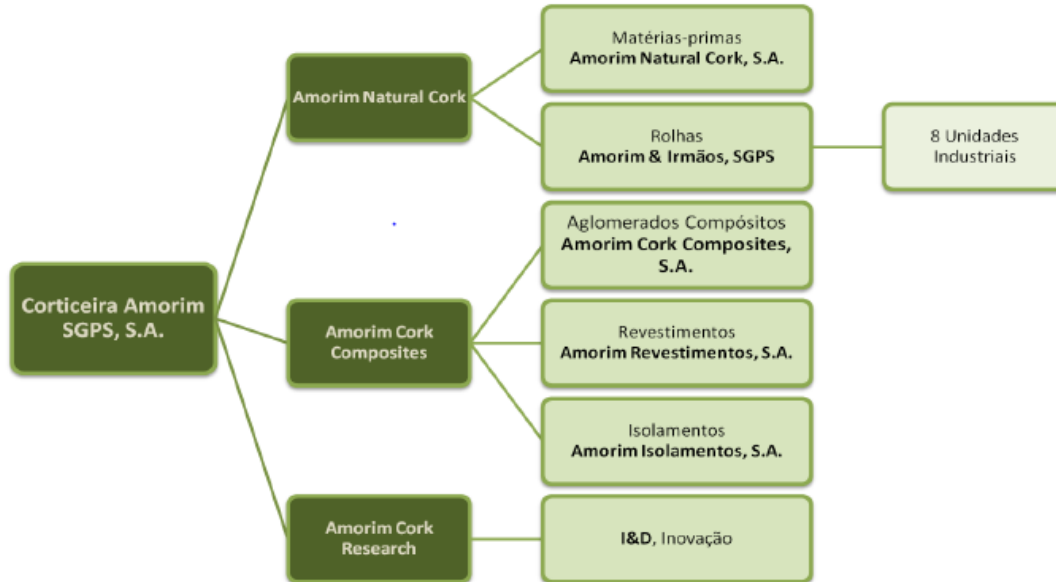 Corticeira Amorim
SGPS, S.A.
Amorim Natural Cork
Matérias-primas
Amorim Natural Cork, S.A.
Rolhas
Amorim & Irmãos, SGPS
8 Unidades
Industriais
Amorim Cork
Composites
Aglomerados Compósitos
Amorim Cork Composites,
S.A.
Revestimentos
Amorim Revestimentos, S.A.
Isolamentos
Amorim Isolamentos, S.A.
Amorim Cork
Research
I&D, Inovação